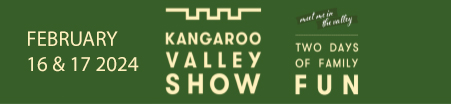 FEBRUARY
16 & 17 2024
KANGAROO
VALLEY
SHOW
meet me in
the valley
TWO DAYS
OF FAMILY
FUN